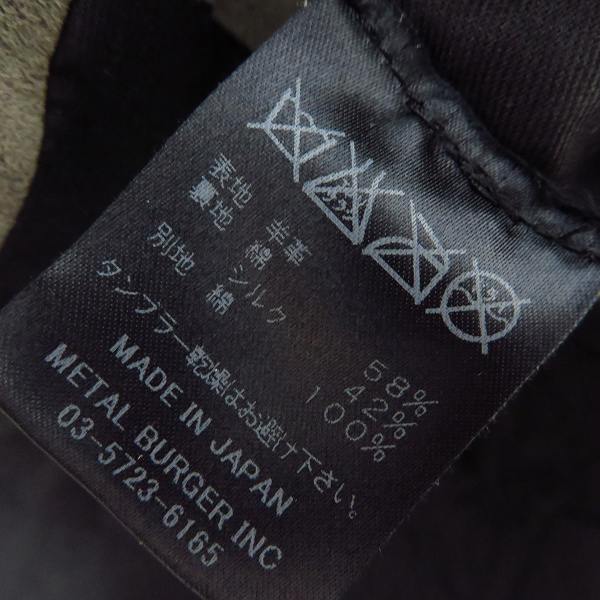 表地 羊革
裏地 綿 58%
シルク 42%
別地 綿 100%
タンブラー乾燥はお避け下さい。
MADE IN JAPAN
METAL BURGER INC
03-5723-6165